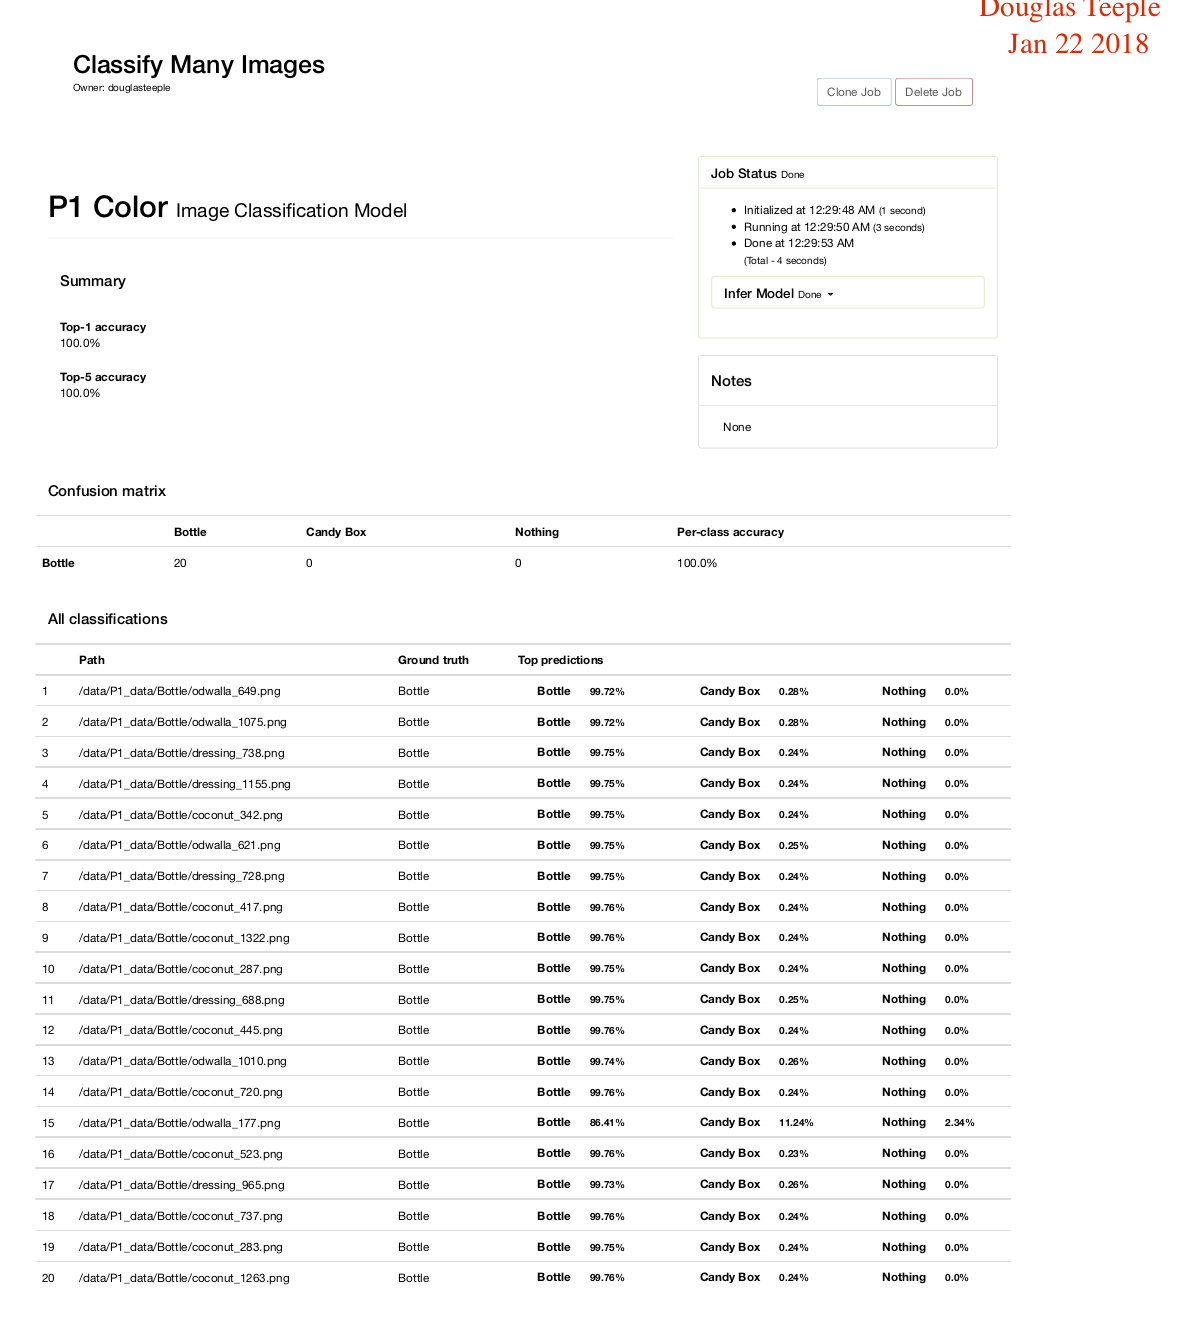 Douglas Teeple
Jan 22 2018
Classify Many Images
Owner: douglasteeple
Clone Job Delete Job
P1 Color Image Classification Model
Job Status Done
Initialized at 12:29:48 AM (1 second)
Running at 12:29:50 AM (3 seconds)
Done at 12:29:53 AM
(Total - 4 seconds)
Infer Model Done
Notes
None
Summary
Top-1 accuracy
100.0%
Top-5 accuracy
100.0%
Confusion matrix
Bottle Candy Box Nothing Per-class accuracy
Bottle 20 0 0 100.0%
All classifications
Path Ground truth Top predictions
1 /data/P1_data/Bottle/odwalla_649.png Bottle Bottle 99.72% Candy Box 0.28% Nothing 0.0%
2 /data/P1_data/Bottle/odwalla_1075.png Bottle Bottle 99.72% Candy Box 0.28% Nothing 0.0%
3 /data/P1_data/Bottle/dressing_738.png Bottle Bottle 99.75% Candy Box 0.24% Nothing 0.0%
4 /data/P1_data/Bottle/dressing_1155.png Bottle Bottle 99.75% Candy Box 0.24% Nothing 0.0%
5 /data/P1_data/Bottle/coconut_342.png Bottle Bottle 99.75% Candy Box 0.24% Nothing 0.0%
6 /data/P1_data/Bottle/odwalla_621.png Bottle Bottle 99.75% Candy Box 0.25% Nothing 0.0%
7 /data/P1_data/Bottle/dressing_728.png Bottle Bottle 99.75% Candy Box 0.24% Nothing 0.0%
8 /data/P1_data/Bottle/coconut_417.png Bottle Bottle 99.76% Candy Box 0.24% Nothing 0.0%
9 /data/P1_data/Bottle/coconut_1322.png Bottle Bottle 99.76% Candy Box 0.24% Nothing 0.0%
10 /data/P1_data/Bottle/coconut_287.png Bottle Bottle 99.75% Candy Box 0.24% Nothing 0.0%
11 /data/P1_data/Bottle/dressing_688.png Bottle Bottle 99.75% Candy Box 0.25% Nothing 0.0%
12 /data/P1_data/Bottle/coconut_445.png Bottle Bottle 99.76% Candy Box 0.24% Nothing 0.0%
13 /data/P1_data/Bottle/odwalla_1010.png Bottle Bottle 99.74% Candy Box 0.26% Nothing 0.0%
14 /data/P1_data/Bottle/coconut_720.png Bottle Bottle 99.76% Candy Box 0.24% Nothing 0.0%
15 /data/P1_data/Bottle/odwalla_177.png Bottle Bottle 86.41% Candy Box 11.24% Nothing 2.34%
16 /data/P1_data/Bottle/coconut_523.png Bottle Bottle 99.76% Candy Box 0.23% Nothing 0.0%
17 /data/P1_data/Bottle/dressing_965.png Bottle Bottle 99.73% Candy Box 0.26% Nothing 0.0%
18 /data/P1_data/Bottle/coconut_737.png Bottle Bottle 99.76% Candy Box 0.24% Nothing 0.0%
19 /data/P1_data/Bottle/coconut_283.png Bottle Bottle 99.75% Candy Box 0.24% Nothing 0.0%
20 /data/P1_data/Bottle/coconut_1263.png Bottle Bottle 99.76% Candy Box 0.24% Nothing 0.0%